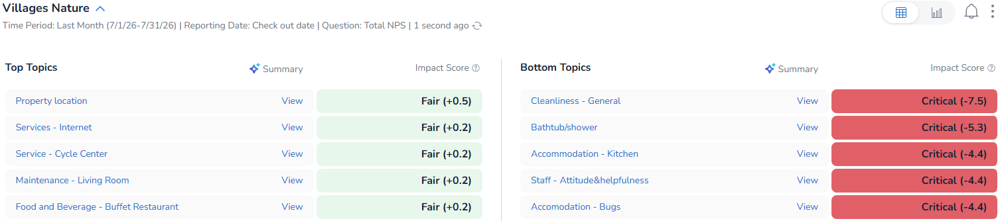 Villages Nature
Time Period: Last Month (7/1/26-7/31/26) | Reporting Date: Check out date | Question: Total NPS | 1 second ago
Top Topics Summary Impact Score
Property location View Fair (+0.5)
Services - Internet View Fair (+0.2)
Service - Cycle Center View Fair (+0.2)
Maintenance - Living Room View Fair (+0.2)
Food and Beverage - Buffet Restaurant View Fair (+0.2)
Bottom Topics Summary Impact Score
Cleanliness - General View Critical (-7.5)
Bathtub/shower View Critical (-5.3)
Accommodation - Kitchen View Critical (-4.4)
Staff - Attitude&helpfulness View Critical (-4.4)
Accomodation - Bugs View Critical (-4.4)